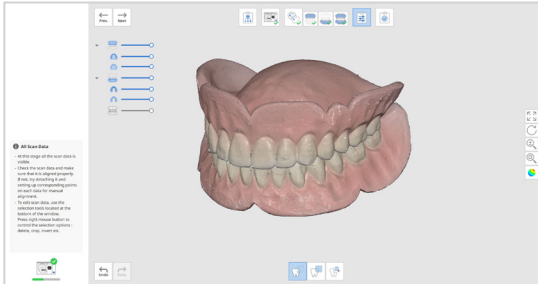 Prev.
Next
All Scan Data
- At this stage all the scan data is
visible.
- Check the scan data and make
sure that it is aligned properly.
If not, try attaching it and
setting up corresponding points
on each data for manual
alignment.
- To edit scan data, use the
selection tools located at the
bottom of the window.
Press right mouse button to
control the selection options :
delete, crop, invert etc.
Undo
Redo